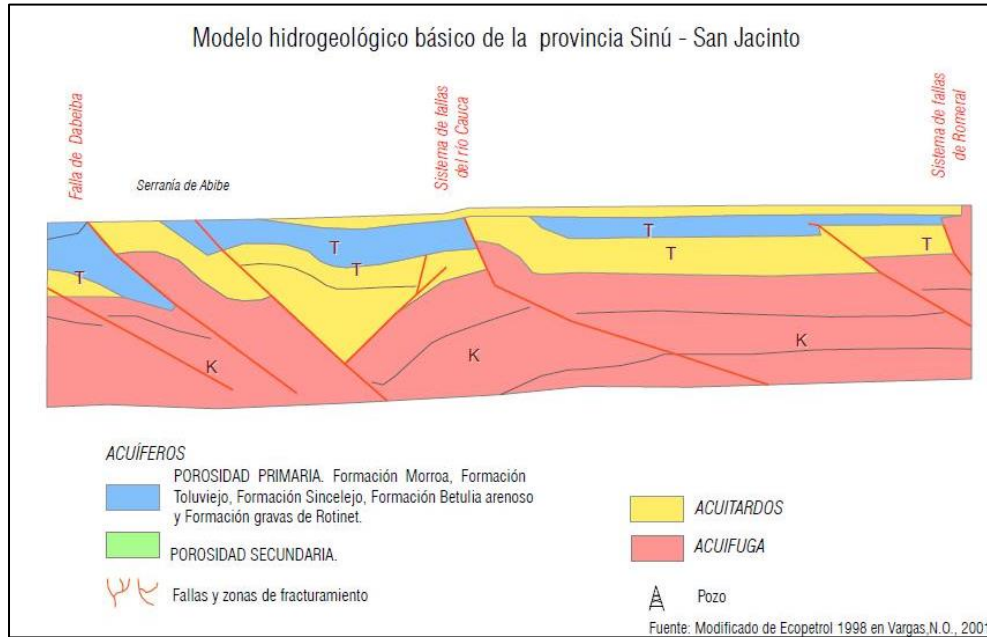 Modelo hidrogeológico básico de la provincia Sinú - San Jacinto
Falla de Dabeiba
Serranía de Abibe
Sistema de fallas
del río Cauca
Sistema de fallas
de Romeral
T
T
T
T
T
T
K
K
K
ACUÍFEROS
POROSIDAD PRIMARIA. Formación Morroa, Formación
Toluviejo, Formación Sincelejo, Formación Betulia arenoso
y Formación gravas de Rotinet.
POROSIDAD SECUNDARIA.
Fallas y zonas de fracturamiento
ACUITARDOS
ACUIFUGA
Pozo
Fuente: Modificado de Ecopetrol 1998 en Vargas,N.O., 2001